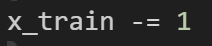 x_train -= 1